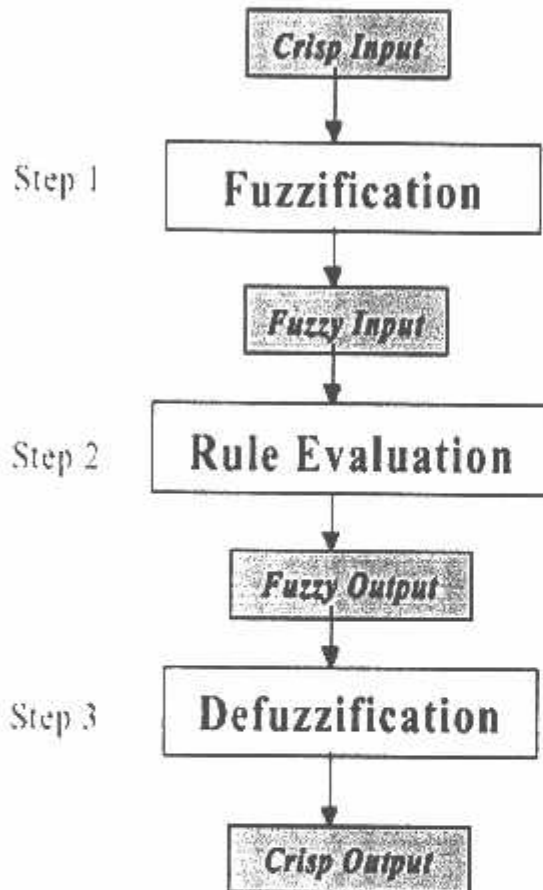 Crisp Input
Step 1
Fuzzification
Fuzzy Input
Step 2
Rule Evaluation
Fuzzy Output
Step 3
Defuzzification
Crisp Output